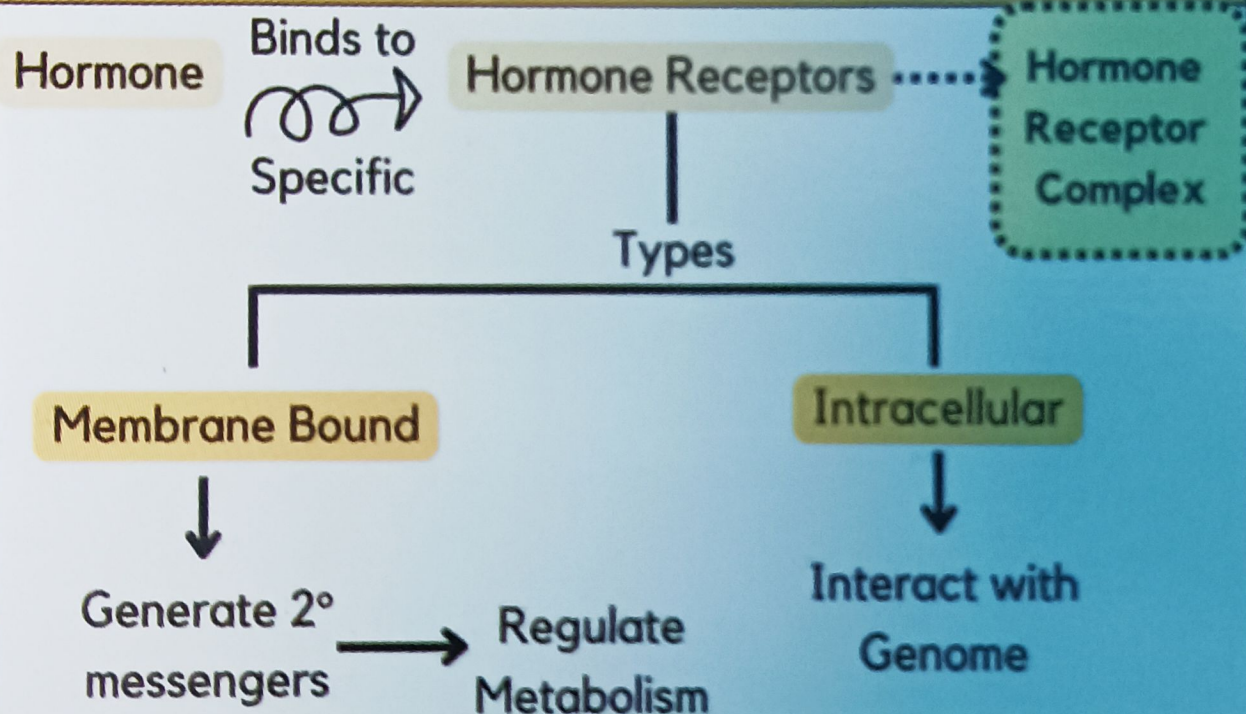 Hormone
Binds to
Specific
Hormone Receptors
Hormone
Receptor
Complex
Types
Membrane Bound
Intracellular
Generate 2°
messengers
Regulate
Metabolism
Interact with
Genome